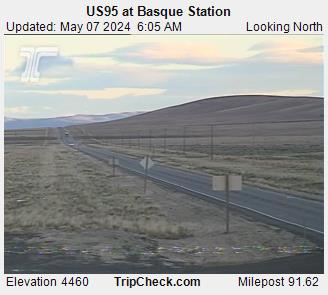 US95 at Basque Station
Updated: May 07 2024 6:05 AM Looking North
Elevation 4460 TripCheck.com Milepost 91.62